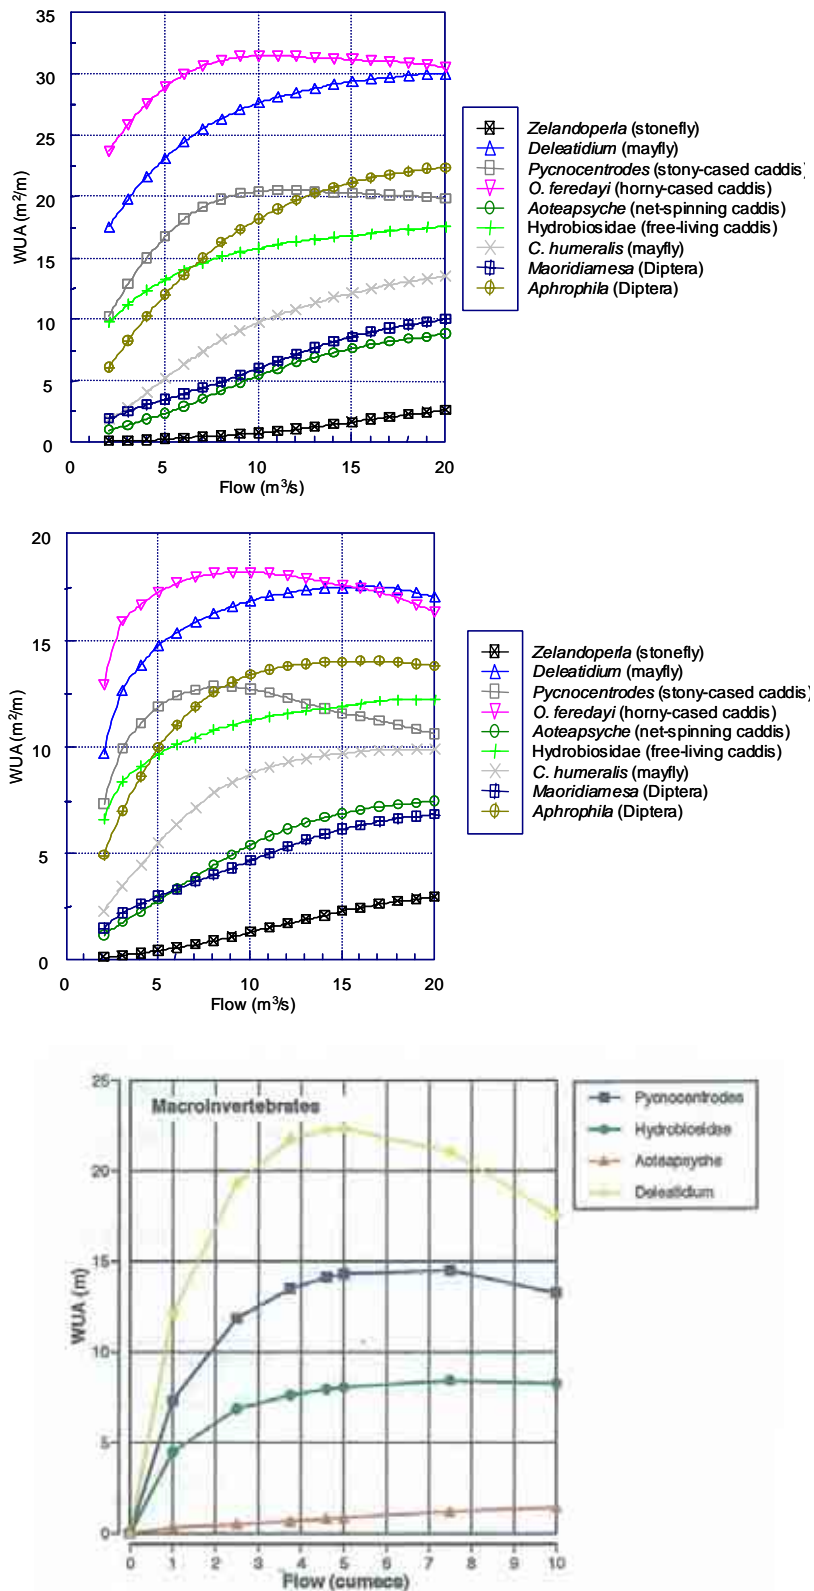 35
30
25
20
15
10
5
0
WUA (m²/m)
0 5 10 15 20
Flow (m³/s)
Zelandoperla (stonefly)
Deleatidium (mayfly)
Pycnocentrodes (stony-cased caddis)
O. feredayi (horny-cased caddis)
Aoteapsyche (net-spinning caddis)
Hydrobiosidae (free-living caddis)
C. humeralis (mayfly)
Maoridiamesa (Diptera)
Aphrophila (Diptera)
20
15
10
5
0
WUA (m²/m)
0 5 10 15 20
Flow (m³/s)
Zelandoperla (stonefly)
Deleatidium (mayfly)
Pycnocentrodes (stony-cased caddis)
O. feredayi (horny-cased caddis)
Aoteapsyche (net-spinning caddis)
Hydrobiosidae (free-living caddis)
C. humeralis (mayfly)
Maoridiamesa (Diptera)
Aphrophila (Diptera)
25
20
15
10
5
0
WUA (m)
Macroinvertebrates
0 1 2 3 4 5 6 7 8 9 10
Flow (cumecs)
Pycnocentrodes
Hydrobiosidae
Aoteapsyche
Deleatidium